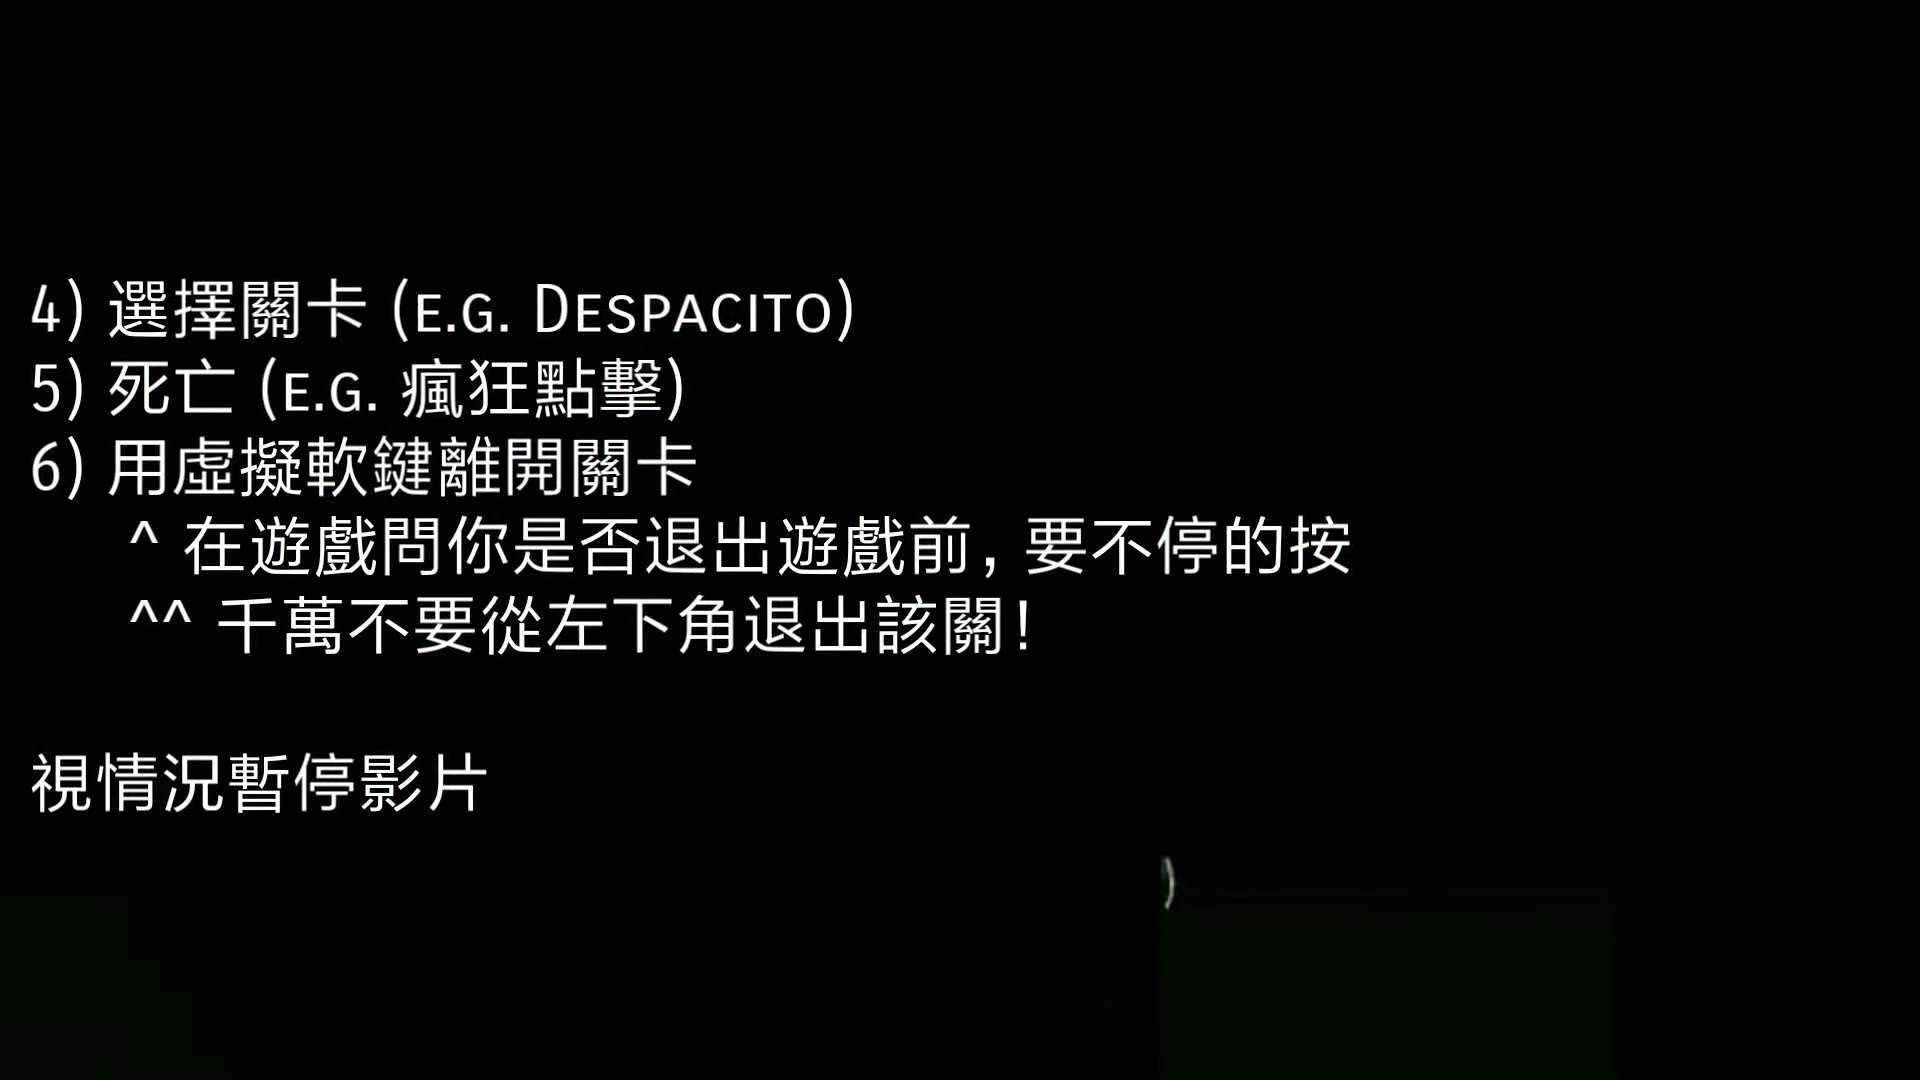 4) 選擇關卡 (E.G. DESPACITO)
5) 死亡 (E.G. 瘋狂點擊)
6) 用虛擬軟鍵離開關卡
^ 在遊戲問你是否退出遊戲前, 要不停的按
^^ 千萬不要從左下角退出該關!
視情況暫停影片
)